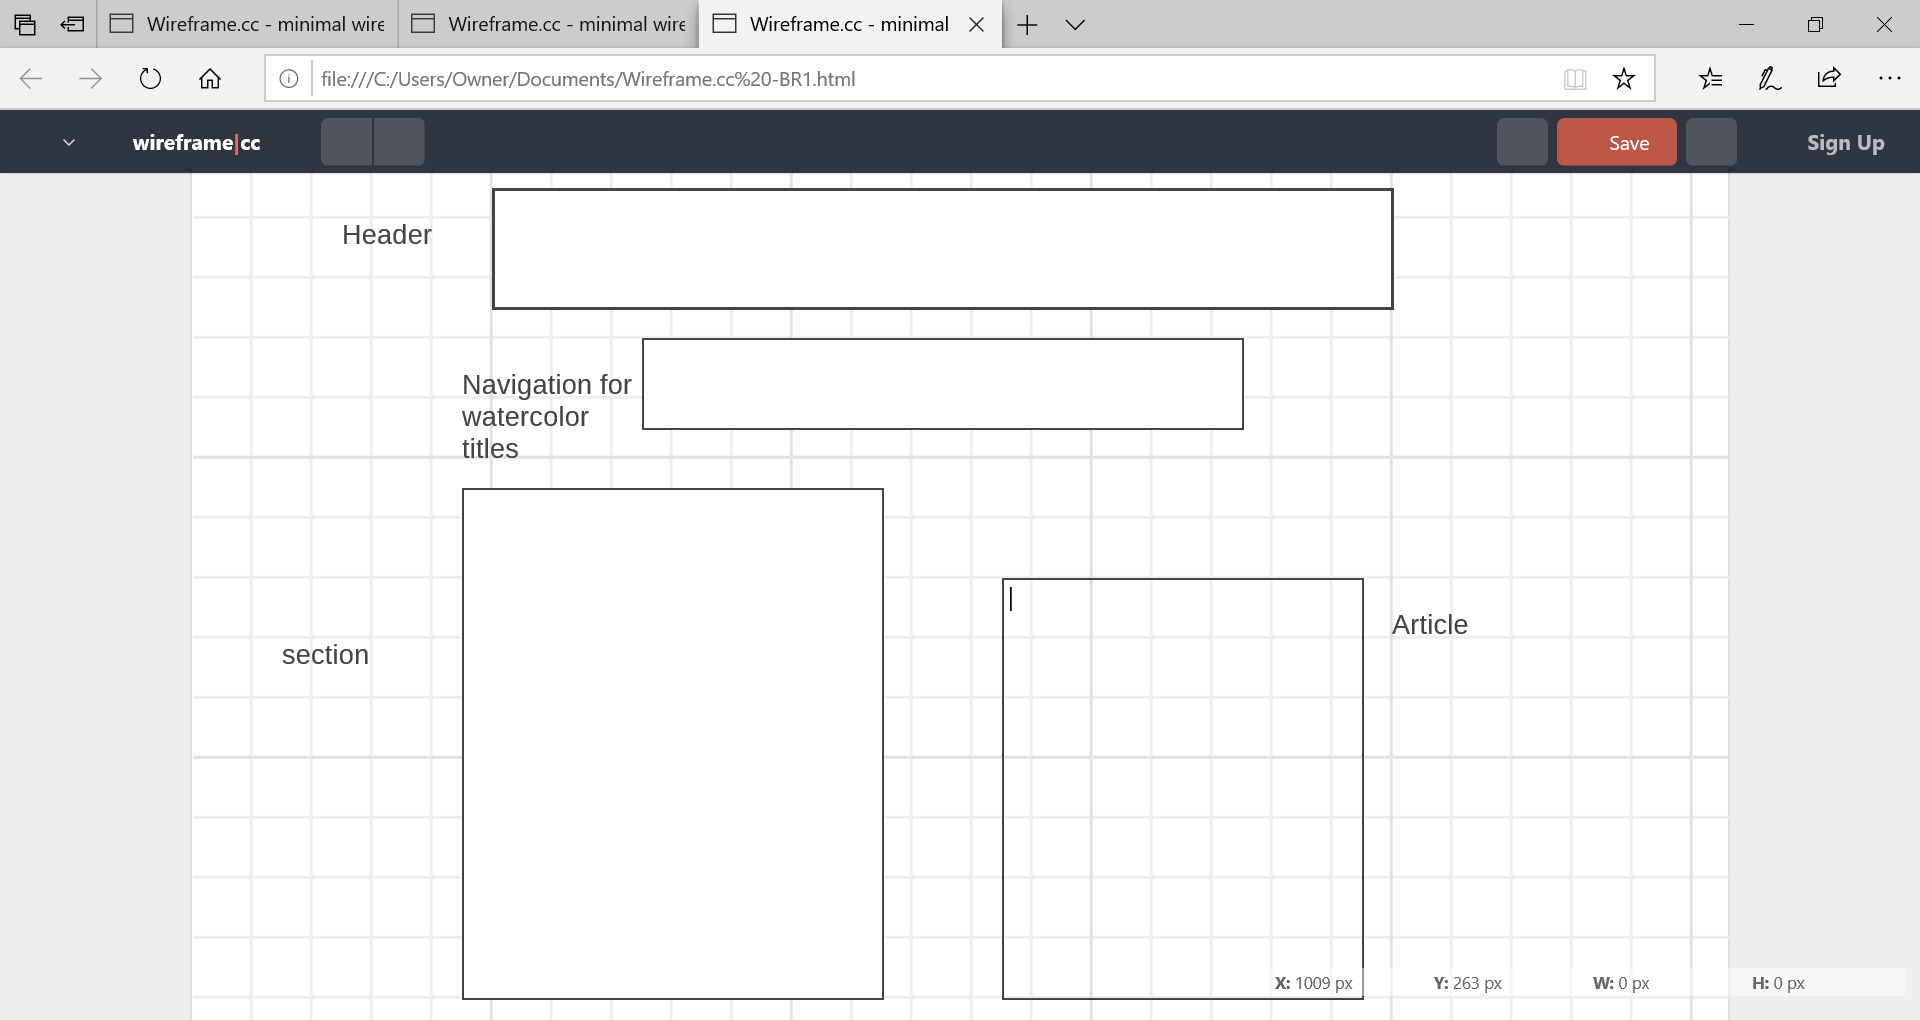 Wireframe.cc - minimal wire
Wireframe.cc - minimal wire
Wireframe.cc - minimal
file:///C:/Users/Owner/Documents/Wireframe.cc%20-BR1.html
wireframe|cc
Save
Sign Up
Header
Navigation for
watercolor
titles
section
Article
X: 1009 px Y: 263 px W: 0 px H: 0 px